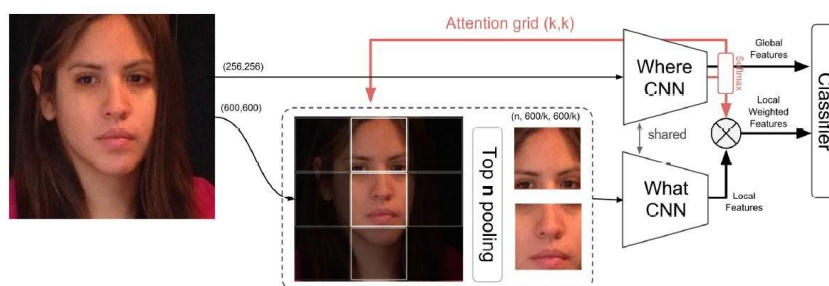 Attention grid (k,k)
(256,256)
(600,600)
Where
CNN
Softmax
Global
Features
(n, 600/k, 600/k)
Top n pooling
shared
Local
Weighted
Features
What
CNN
Local
Features
Classifier